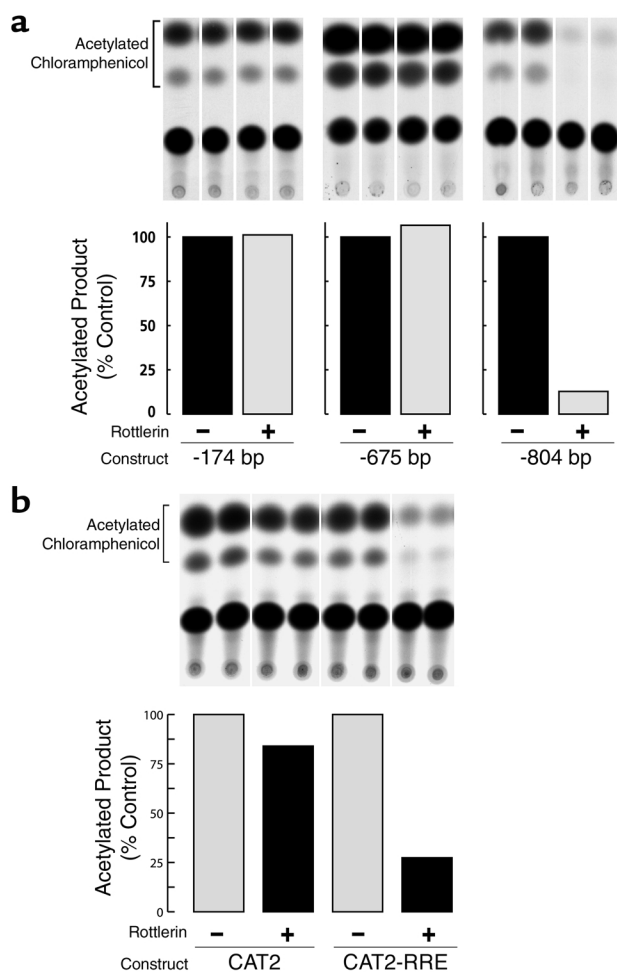 a
Acetylated
Chloramphenicol
Acetylated Product
(% Control)
100
75
50
25
0
Rottlerin − + − + − +
Construct -174 bp -675 bp -804 bp
b
Acetylated
Chloramphenicol
Acetylated Product
(% Control)
100
75
50
25
0
Rottlerin − + − +
Construct CAT2 CAT2-RRE